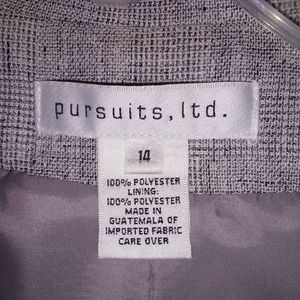 pursuits, ltd.
14
100% POLYESTER
LINING:
100% POLYESTER
MADE IN
GUATEMALA OF
IMPORTED FABRIC
CARE OVER